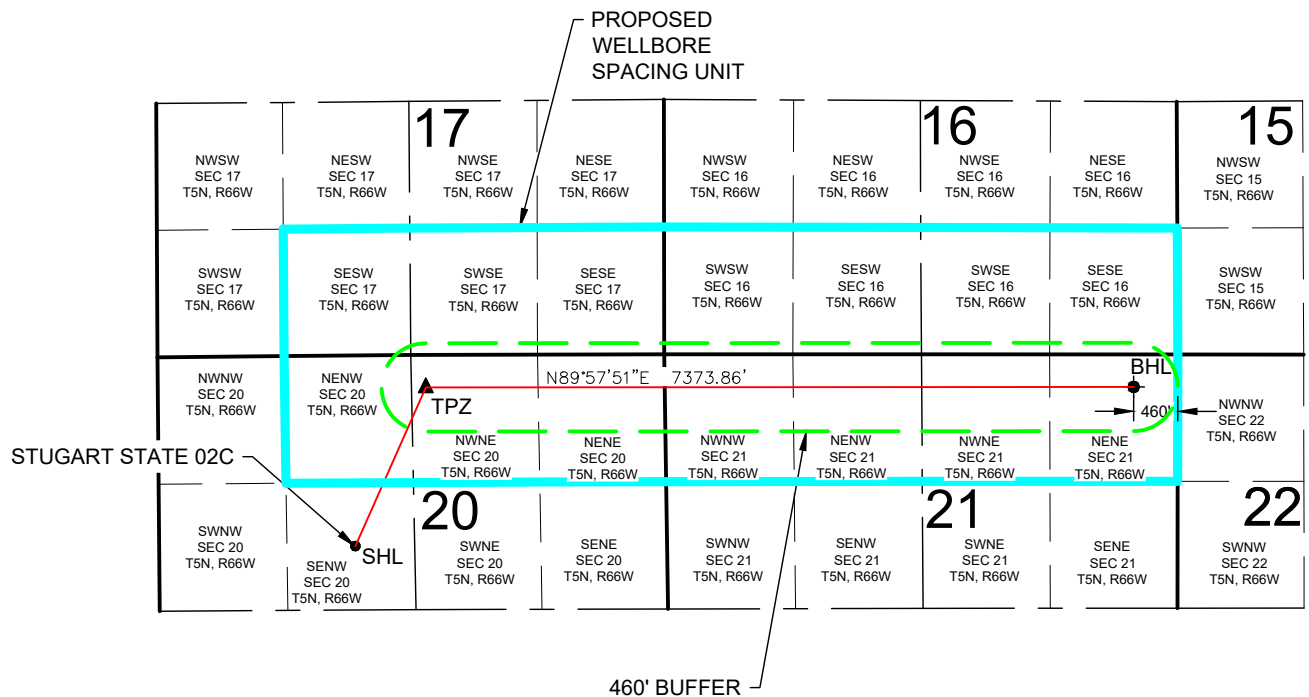 PROPOSED
WELLBORE
SPACING UNIT
17
16
15
NWSW
SEC 17
T5N, R66W
NESW
SEC 17
T5N, R66W
NWSE
SEC 17
T5N, R66W
NESE
SEC 17
T5N, R66W
NWSW
SEC 16
T5N, R66W
NESW
SEC 16
T5N, R66W
NWSE
SEC 16
T5N, R66W
NESE
SEC 16
T5N, R66W
NWSW
SEC 15
T5N, R66W
SWSW
SEC 17
T5N, R66W
SESW
SEC 17
T5N, R66W
SWSE
SEC 17
T5N, R66W
SESE
SEC 17
T5N, R66W
SWSW
SEC 16
T5N, R66W
SESW
SEC 16
T5N, R66W
SWSE
SEC 16
T5N, R66W
SESE
SEC 16
T5N, R66W
SWSW
SEC 15
T5N, R66W
NWNW
SEC 20
T5N, R66W
NENW
SEC 20
T5N, R66W
TPZ
N89°57'51"E 7373.86'
BHL
460'
NWNW
SEC 22
T5N, R66W
NWNE
SEC 20
T5N, R66W
NENE
SEC 20
T5N, R66W
NWNW
SEC 21
T5N, R66W
NENW
SEC 21
T5N, R66W
NWNE
SEC 21
T5N, R66W
NENE
SEC 21
T5N, R66W
STUGART STATE 02C
20
21
22
SWNW
SEC 20
T5N, R66W
SENW
SEC 20
T5N, R66W
SHL
SWNE
SEC 20
T5N, R66W
SENE
SEC 20
T5N, R66W
SWNW
SEC 21
T5N, R66W
SENW
SEC 21
T5N, R66W
SWNE
SEC 21
T5N, R66W
SENE
SEC 21
T5N, R66W
SWNW
SEC 22
T5N, R66W
460' BUFFER